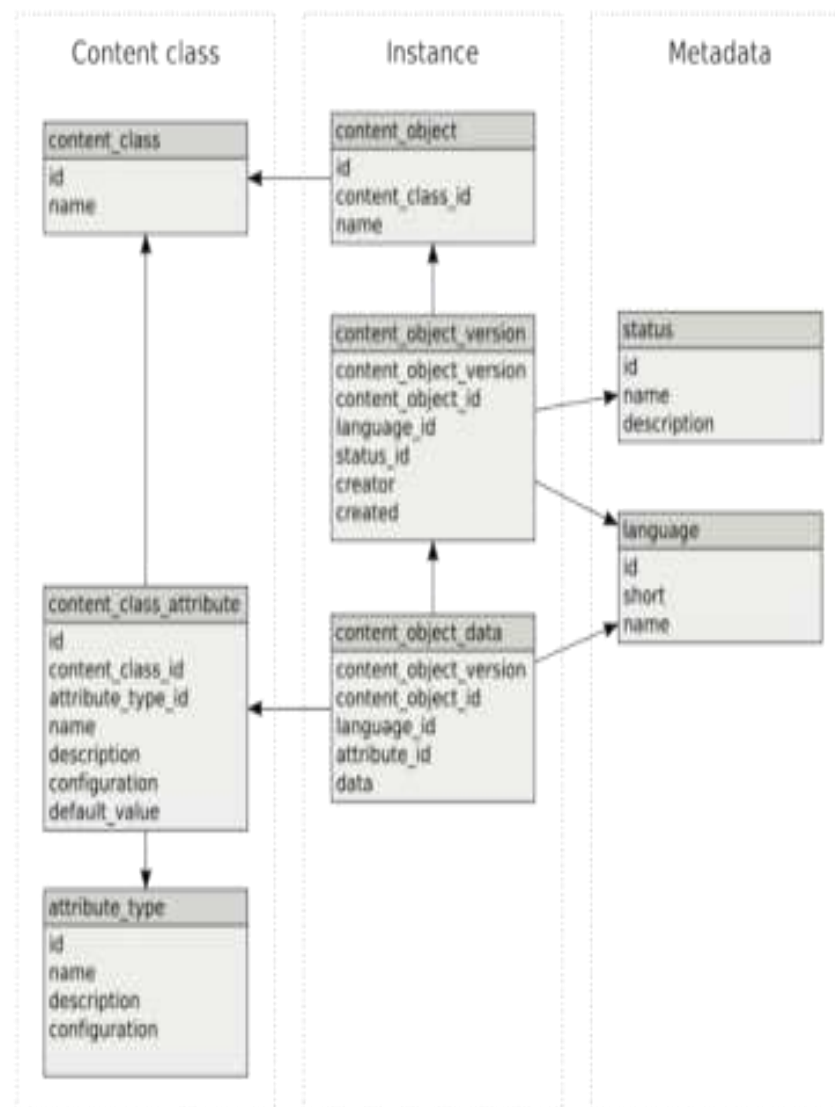 Content class
content_class
id
name
content_class_attribute
id
content_class_id
attribute_type_id
name
description
configuration
default_value
attribute_type
id
name
description
configuration
Instance
content_object
id
content_class_id
name
content_object_version
content_object_version
content_object_id
language_id
status_id
creator
created
content_object_data
content_object_version
content_object_id
language_id
attribute_id
data
Metadata
status
id
name
description
language
id
short
name